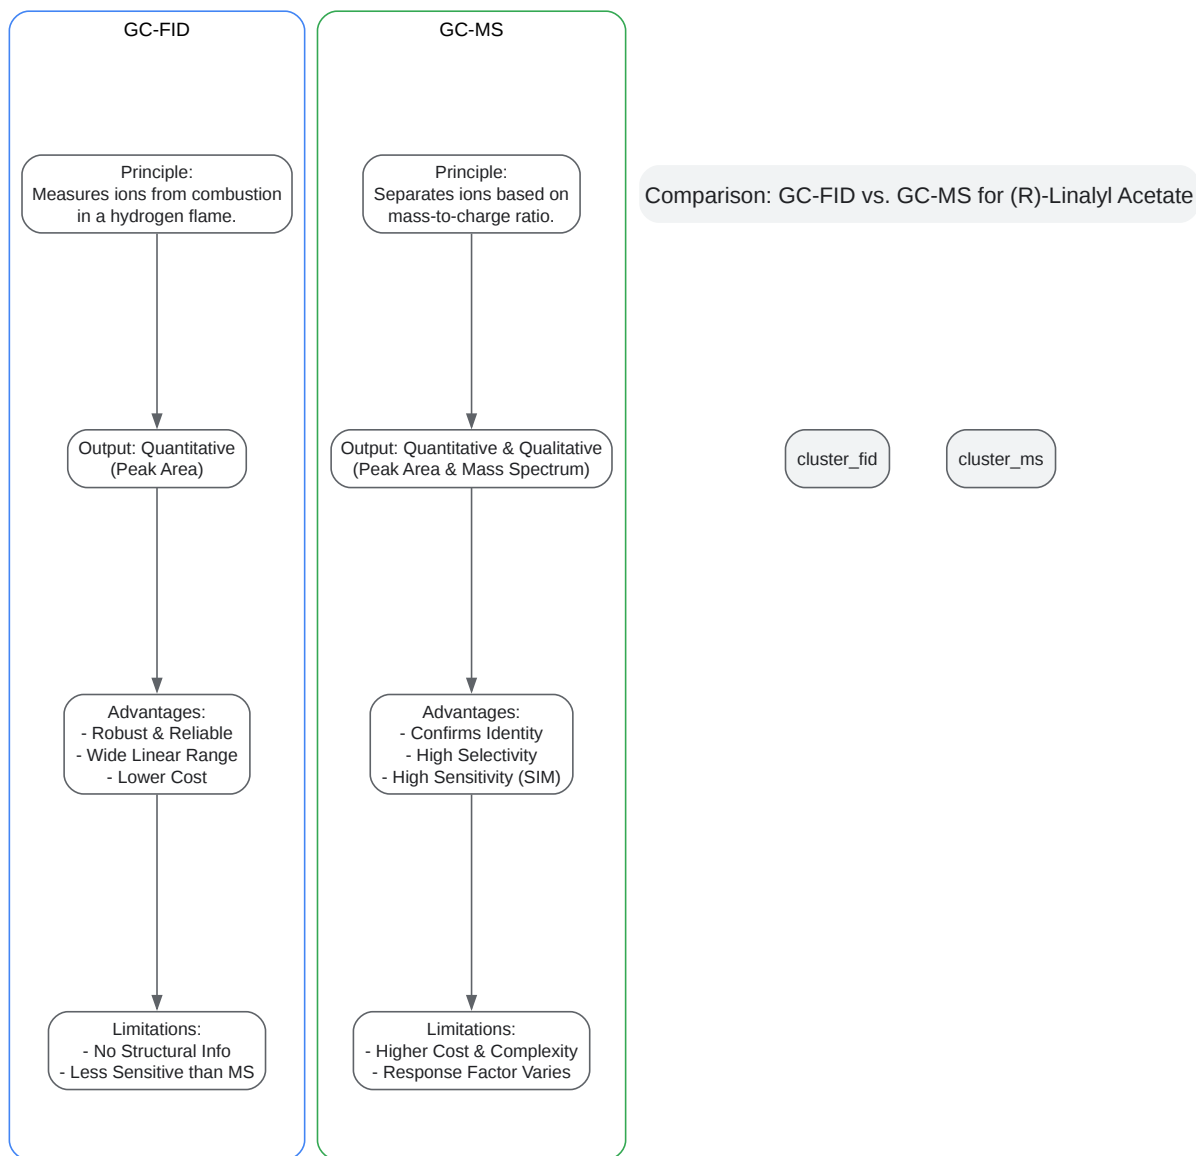 GC-FID
Principle:
Measures ions from combustion
in a hydrogen flame.
Output: Quantitative
(Peak Area)
Advantages:
- Robust & Reliable
- Wide Linear Range
- Lower Cost
Limitations:
- No Structural Info
- Less Sensitive than MS
GC-MS
Principle:
Separates ions based on
mass-to-charge ratio.
Output: Quantitative & Qualitative
(Peak Area & Mass Spectrum)
Advantages:
- Confirms Identity
- High Selectivity
- High Sensitivity (SIM)
Limitations:
- Higher Cost & Complexity
- Response Factor Varies
Comparison: GC-FID vs. GC-MS for (R)-Linalyl Acetate
cluster_fid
cluster_ms